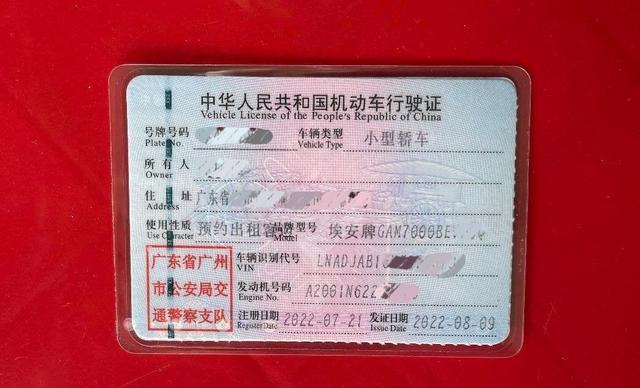 中华人民共和国机动车行驶证
Vehicle License of the People's Republic of China
号牌号码 车辆类型 小型轿车
Plate No. Vehicle Type
所有人
Owner
住址 广东省
Address
使用性质 预约出租客 品牌型号 埃安牌GAM7000BE
Use Character Model
广东省广州市公安局交通警察支队
车辆识别代号 LNADJAB1
VIN
发动机号码 A2001N622
Engine No.
注册日期 2022-07-21 发证日期 2022-08-09
Register Date Issue Date